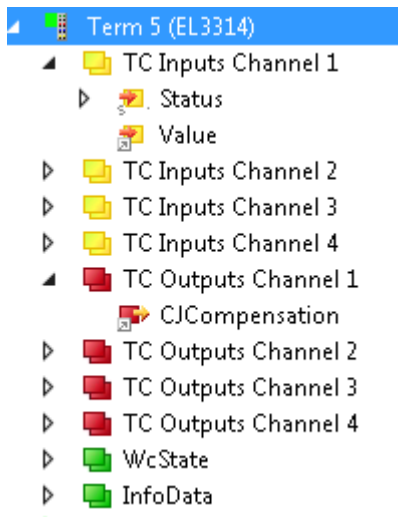 Term 5 (EL3314)
TC Inputs Channel 1
Status
Value
TC Inputs Channel 2
TC Inputs Channel 3
TC Inputs Channel 4
TC Outputs Channel 1
CJCompensation
TC Outputs Channel 2
TC Outputs Channel 3
TC Outputs Channel 4
WcState
InfoData